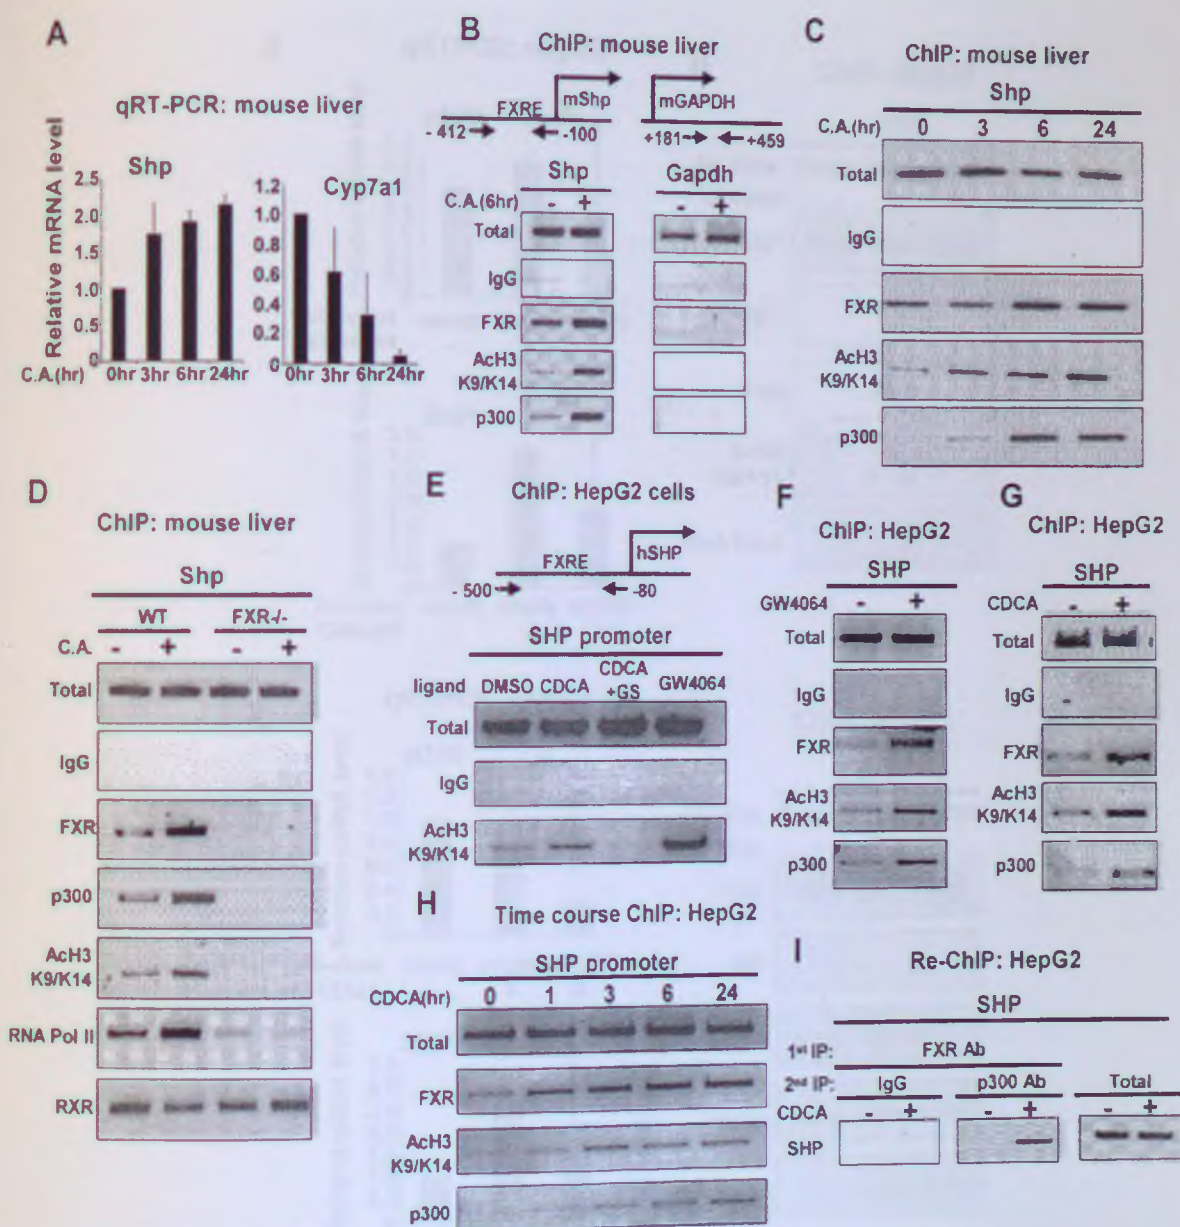 A
qRT-PCR: mouse liver
Relative mRNA level
Shp
2.5
2.0
1.5
1.0
0.5
0
Cyp7a1
1.2
1.0
0.8
0.6
0.4
0.2
0
C.A.(hr) 0hr 3hr 6hr 24hr 0hr 3hr 6hr 24hr
B
ChIP: mouse liver
FXRE mShp mGAPDH
- 412 -100 +181 +459
Shp Gapdh
C.A.(6hr) - + - +
Total
IgG
FXR
AcH3
K9/K14
p300
C
ChIP: mouse liver
Shp
C.A.(hr) 0 3 6 24
Total
IgG
FXR
AcH3
K9/K14
p300
D
ChIP: mouse liver
Shp
WT FXR-/-
C.A. - + - +
Total
IgG
FXR
p300
AcH3
K9/K14
RNA Pol II
RXR
E
ChIP: HepG2 cells
FXRE hSHP
- 500 -80
SHP promoter
ligand DMSO CDCA CDCA +GS GW4064
Total
IgG
AcH3
K9/K14
F
ChIP: HepG2
SHP
GW4064 - +
Total
IgG
FXR
AcH3
K9/K14
p300
G
ChIP: HepG2
SHP
CDCA - +
Total
IgG
FXR
AcH3
K9/K14
p300
H
Time course ChIP: HepG2
SHP promoter
CDCA(hr) 0 1 3 6 24
Total
FXR
AcH3
K9/K14
p300
I
Re-ChIP: HepG2
SHP
1st IP: FXR Ab
2nd IP: IgG p300 Ab Total
CDCA - + - + - +
SHP